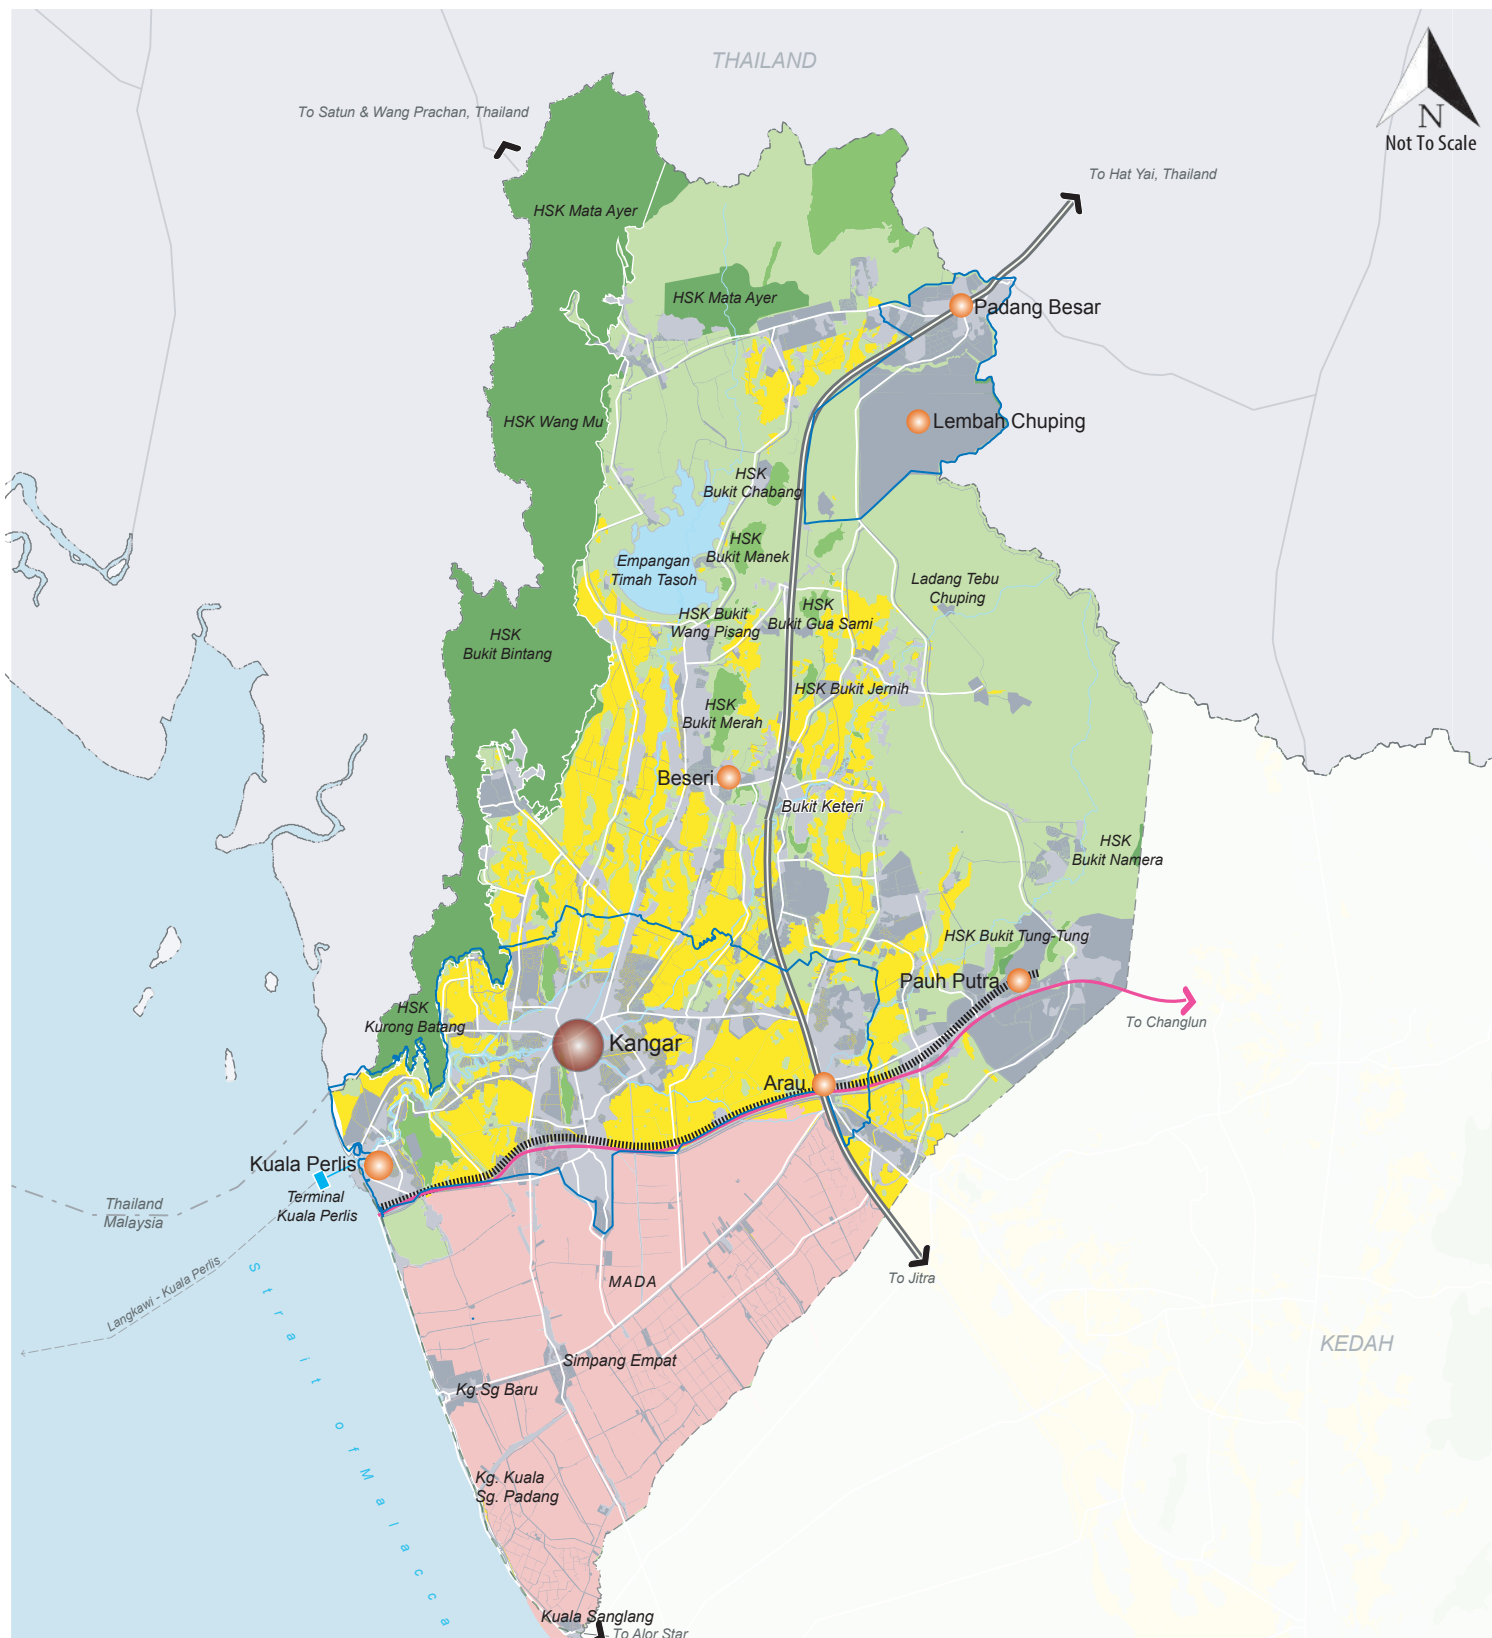 THAILAND
To Satun & Wang Prachan, Thailand
N
Not To Scale
To Hat Yai, Thailand
HSK Mata Ayer
HSK Mata Ayer
Padang Besar
HSK Wang Mu
Lembah Chuping
HSK
Bukit Chabang
HSK
Bukit Manek
Empangan
Timah Tasoh
Ladang Tebu
Chuping
HSK Bukit
Wang Pisang
HSK
Bukit Gua Sami
HSK
Bukit Bintang
HSK Bukit Jernih
HSK
Bukit Merah
Beseri
Bukit Keteri
HSK
Bukit Namera
HSK Bukit Tung-Tung
Pauh Putra
HSK
Kurong Batang
To Changlun
Kangar
Arau
Kuala Perlis
Terminal
Kuala Perlis
Thailand
Malaysia
Langkawi - Kuala Perlis
Strait of Malacca
MADA
To Jitra
KEDAH
Simpang Empat
Kg.Sg Baru
Kg. Kuala
Sg. Padang
Kuala Sanglang
To Alor Star